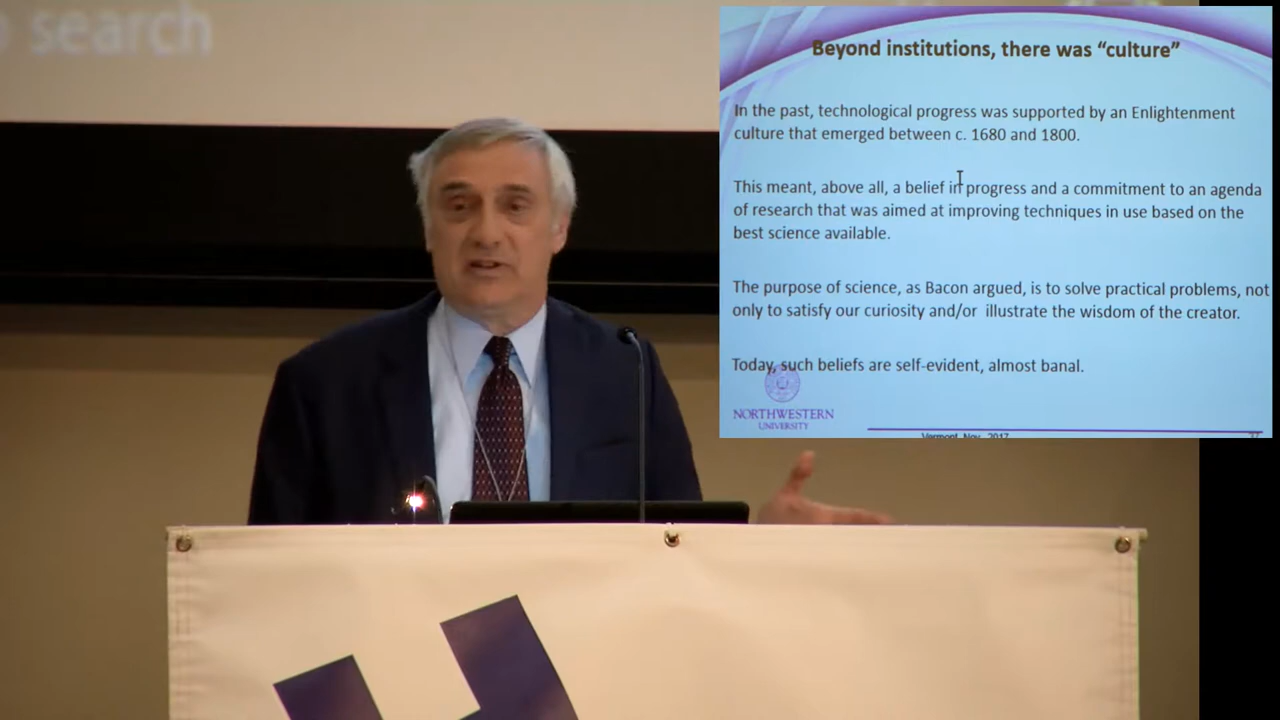 search
Beyond institutions, there was “culture”
In the past, technological progress was supported by an Enlightenment
culture that emerged between c. 1680 and 1800.
This meant, above all, a belief in progress and a commitment to an agenda
of research that was aimed at improving techniques in use based on the
best science available.
The purpose of science, as Bacon argued, is to solve practical problems, not
only to satisfy our curiosity and/or illustrate the wisdom of the creator.
Today, such beliefs are self-evident, almost banal.
NORTHWESTERN
UNIVERSITY
Vermont, Nov. 2017